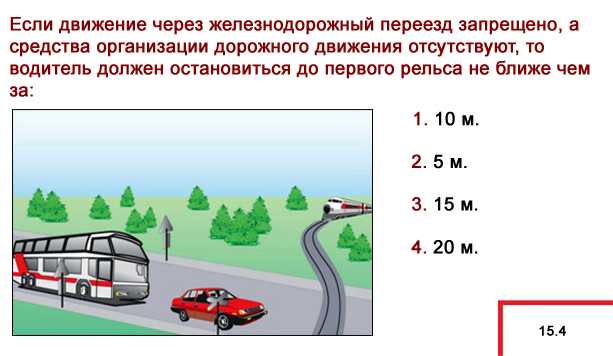 Если движение через железнодорожный переезд запрещено, а
средства организации дорожного движения отсутствуют, то
водитель должен остановиться до первого рельса не ближе чем
за:
1. 10 м.
2. 5 м.
3. 15 м.
4. 20 м.
15.4